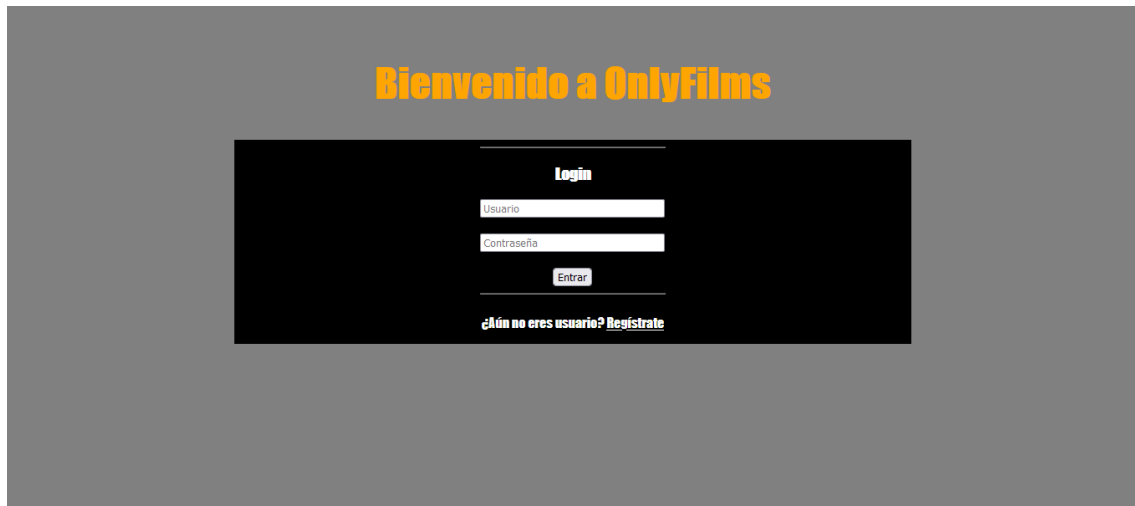 Bienvenido a OnlyFilms
Login
Usuario
Contraseña
Entrar
¿Aún no eres usuario? Regístrate